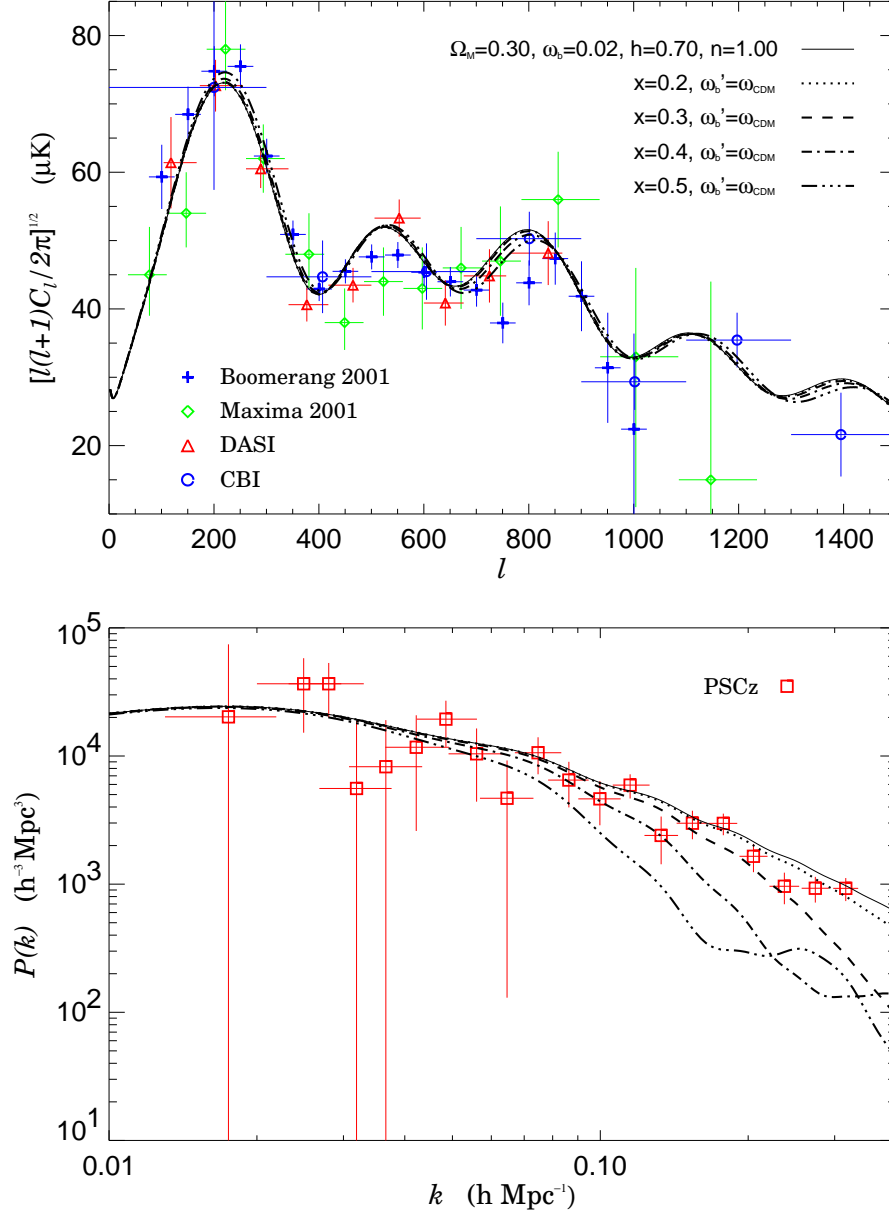 80
60
40
20
[l(l+1)C_l/2π]^{1/2} (μK)
Ω_M=0.30, ω_b=0.02, h=0.70, n=1.00
x=0.2, ω_b'=ω_CDM
x=0.3, ω_b'=ω_CDM
x=0.4, ω_b'=ω_CDM
x=0.5, ω_b'=ω_CDM
Boomerang 2001
Maxima 2001
DASI
CBI
0 200 400 600 800 1000 1200 1400
l
10^5
10^4
10^3
10^2
10^1
P(k) (h^{-3} Mpc^3)
PSCz
0.01 0.10
k (h Mpc^{-1})